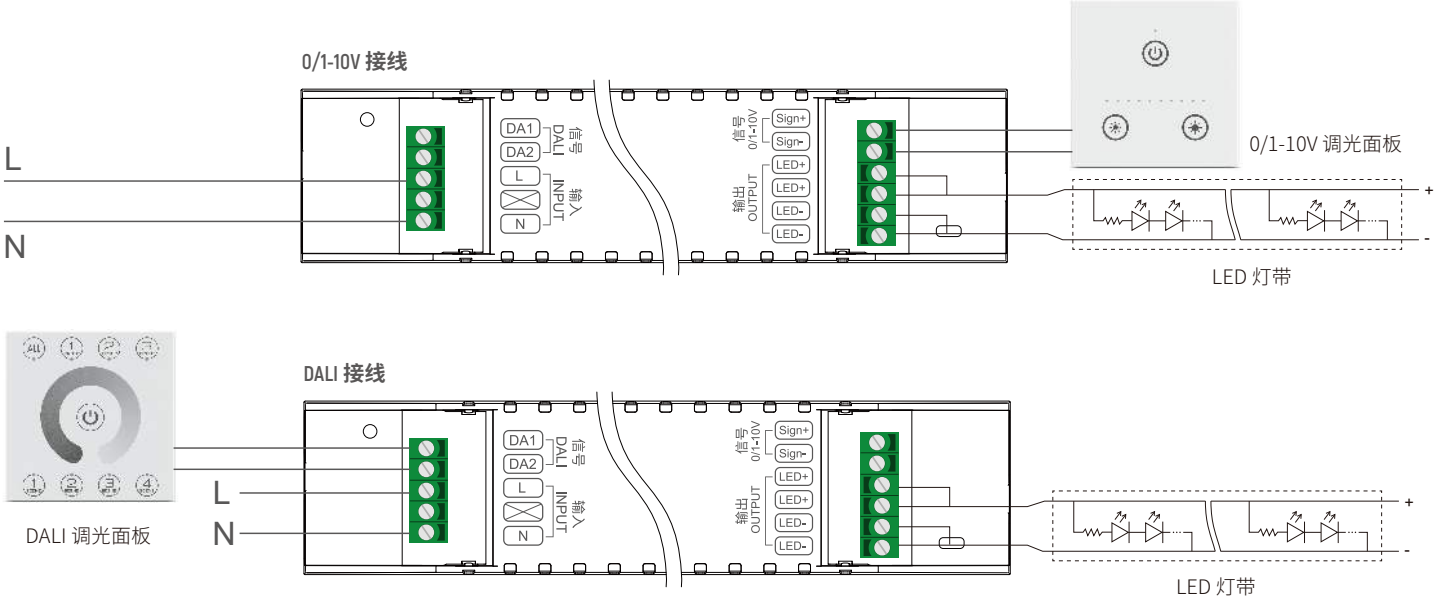 0/1-10V 接线
L
N
DA1
DA2
信号
DALI
L
N
输入
INPUT
信号
0/1-10V
Sign+
Sign-
输出
OUTPUT
LED+
LED+
LED-
LED-
0/1-10V 调光面板
+
-
LED 灯带
DALI 接线
ALL
1
2
3
1
2
3
4
DALI 调光面板
L
N
DA1
DA2
信号
DALI
L
N
输入
INPUT
信号
0/1-10V
Sign+
Sign-
输出
OUTPUT
LED+
LED+
LED-
LED-
+
-
LED 灯带